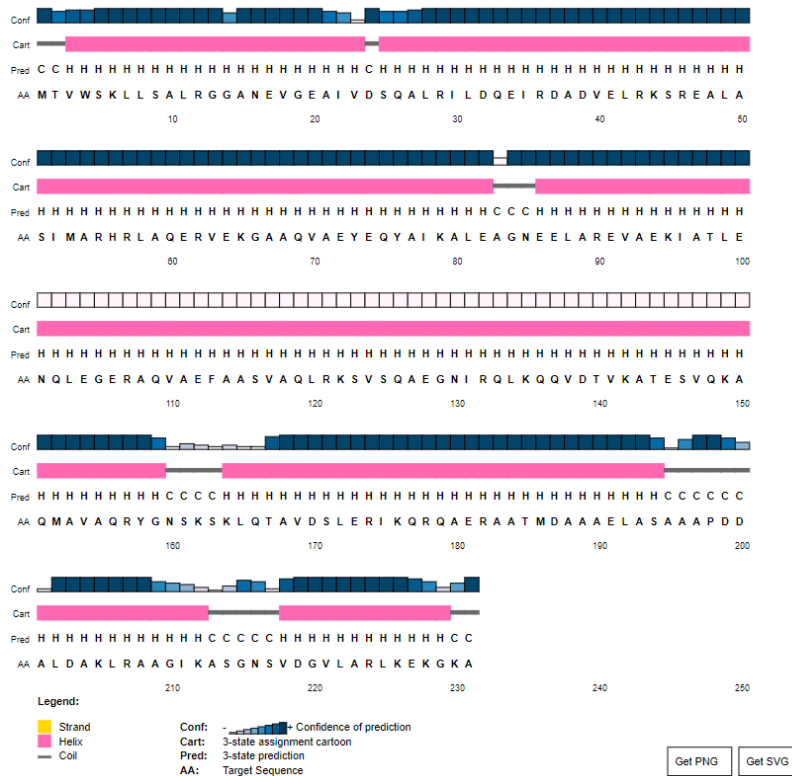 Conf
Cart
Pred C C H H H H H H H H H H H H H H H H H H H H H C H H H H H H H H H H H H H H H H H H H H H H H H H H
AA M T V W S K L L S A L R G G A N E V G E A I V D S Q A L R I L D Q E I R D A D V E L R K S R E A L A
10 20 30 40 50
Conf
Cart
Pred H H H H H H H H H H H H H H H H H H H H H H H H H H H H H H H H C C C H H H H H H H H H H H H H H H
AA S I M A R H R L A Q E R V E K G A A Q V A E Y E Q Y A I K A L E A G N E E L A R E V A E K I A T L E
60 70 80 90 100
Conf
Cart
Pred H H H H H H H H H H H H H H H H H H H H H H H H H H H H H H H H H H H H H H H H H H H H H H H H H H
AA N Q L E G E R A Q V A E F A A S V A Q L R K S V S Q A E G N I R Q L K Q Q V D T V K A T E S V Q K A
110 120 130 140 150
Conf
Cart
Pred H H H H H H H H H C C C C H H H H H H H H H H H H H H H H H H H H H H H H H H H H H H H C C C C C C
AA Q M A V A Q R Y G N S K S K L Q T A V D S L E R I K Q R Q A E R A A T M D A A A E L A S A A A P D D
160 170 180 190 200
Conf
Cart
Pred H H H H H H H H H H H H C C C C C H H H H H H H H H H H H C C
AA A L D A K L R A A G I K A S G N S V D G V L A R L K E K G K A
210 220 230 240 250
Legend:
Strand Conf: - + Confidence of prediction
Helix Cart: 3-state assignment cartoon
Coil Pred: 3-state prediction
AA: Target Sequence
Get PNG Get SVG